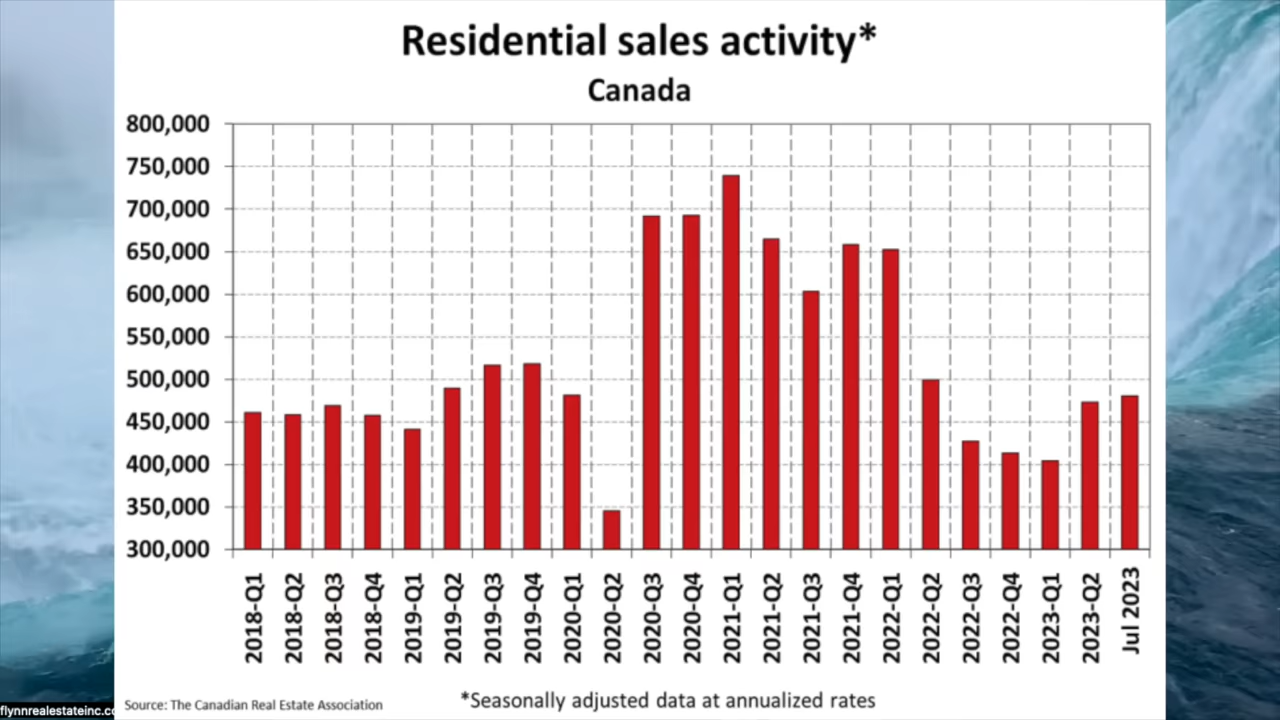 Residential sales activity*
Canada
800,000
750,000
700,000
650,000
600,000
550,000
500,000
450,000
400,000
350,000
300,000
2018-Q1
2018-Q2
2018-Q3
2018-Q4
2019-Q1
2019-Q2
2019-Q3
2019-Q4
2020-Q1
2020-Q2
2020-Q3
2020-Q4
2021-Q1
2021-Q2
2021-Q3
2021-Q4
2022-Q1
2022-Q2
2022-Q3
2022-Q4
2023-Q1
2023-Q2
Jul 2023
*Seasonally adjusted data at annualized rates
Source: The Canadian Real Estate Association
flynnrealestateinc.c